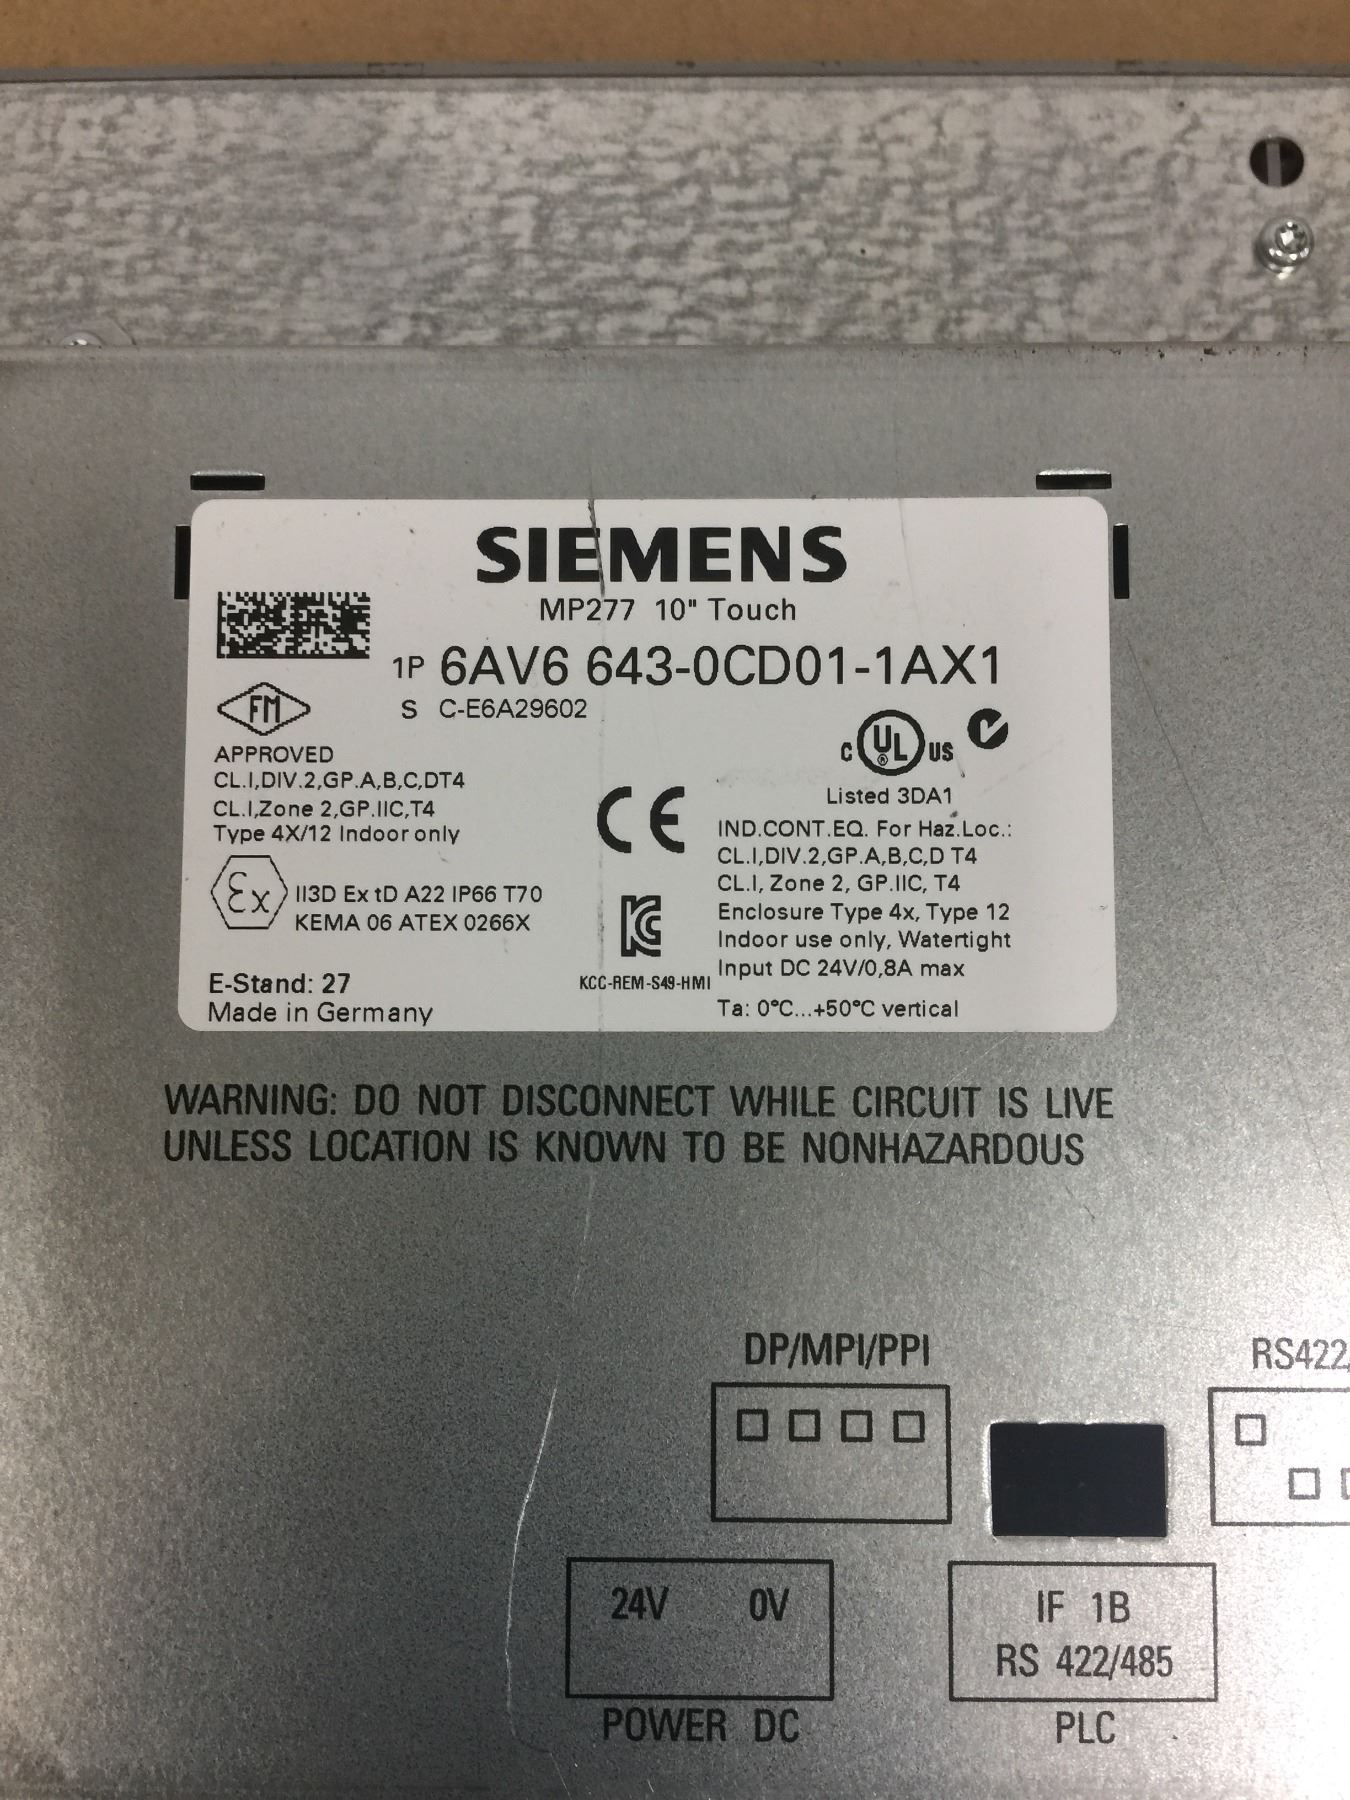 SIEMENS
MP277 10" Touch
1P 6AV6 643-0CD01-1AX1
S C-E6A29602
FM
APPROVED
CL.I,DIV.2,GP.A,B,C,DT4
CL.I,Zone 2,GP.IIC,T4
Type 4X/12 Indoor only
Ex II3D Ex tD A22 IP66 T70
KEMA 06 ATEX 0266X
E-Stand: 27
Made in Germany
CE
KC
KCC-REM-S49-HMI
C UL® US
Listed 3DA1
IND.CONT.EQ. For Haz.Loc.:
CL.I,DIV.2,GP.A,B,C,D T4
CL.I, Zone 2, GP.IIC, T4
Enclosure Type 4x, Type 12
Indoor use only, Watertight
Input DC 24V/0,8A max
Ta: 0°C...+50°C vertical
WARNING: DO NOT DISCONNECT WHILE CIRCUIT IS LIVE
UNLESS LOCATION IS KNOWN TO BE NONHAZARDOUS
DP/MPI/PPI
RS422/
24V 0V
POWER DC
IF 1B
RS 422/485
PLC